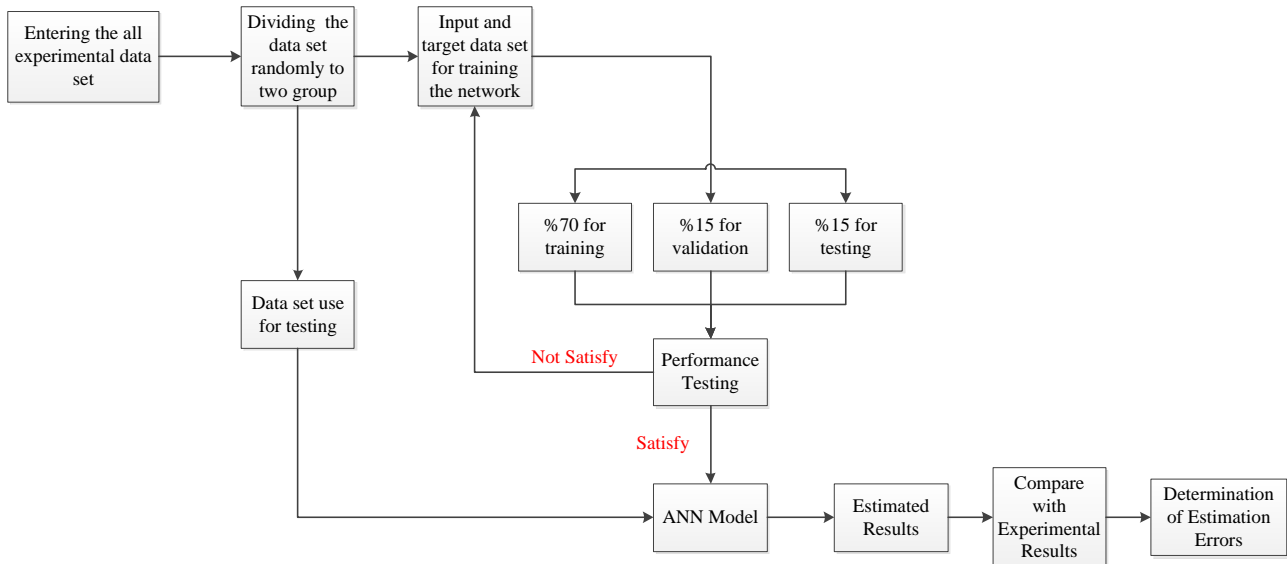 Entering the all
experimental data
set
Dividing the
data set
randomly to
two group
Input and
target data set
for training
the network
%70 for
training
%15 for
validation
%15 for
testing
Data set use
for testing
Not Satisfy
Performance
Testing
Satisfy
ANN Model
Estimated
Results
Compare
with
Experimental
Results
Determination
of Estimation
Errors